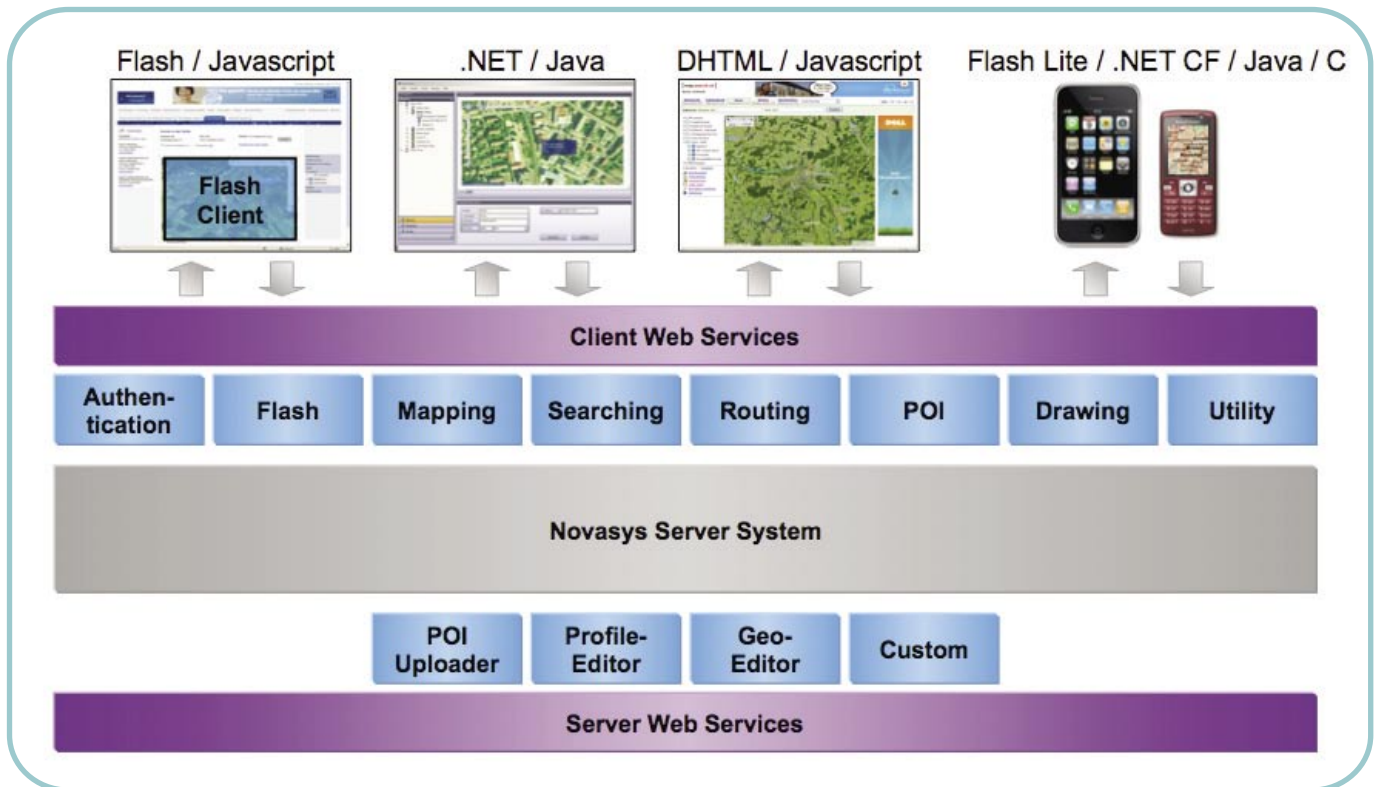 Flash / Javascript
.NET / Java
DHTML / Javascript
Flash Lite / .NET CF / Java / C
Flash
Client
DELL
Client Web Services
Authen-
tication
Flash
Mapping
Searching
Routing
POI
Drawing
Utility
Novasys Server System
POI
Uploader
Profile-
Editor
Geo-
Editor
Custom
Server Web Services